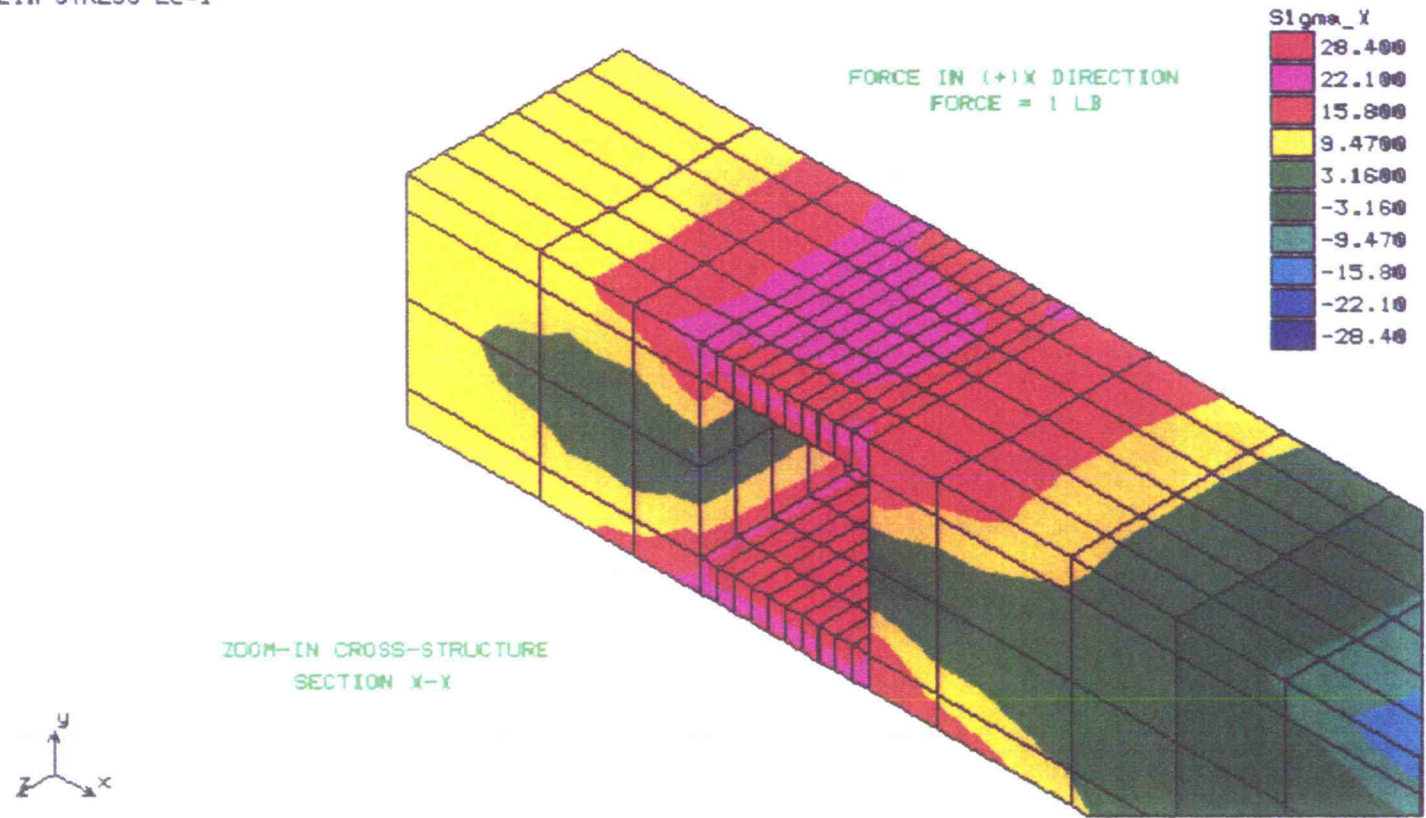 Sigma_X
28.400
22.100
15.800
9.4700
3.1600
-3.160
-9.470
-15.80
-22.10
-28.40
FORCE IN (+)X DIRECTION
FORCE = 1 LB
ZOOM-IN CROSS-STRUCTURE
SECTION X-X
y
z
x